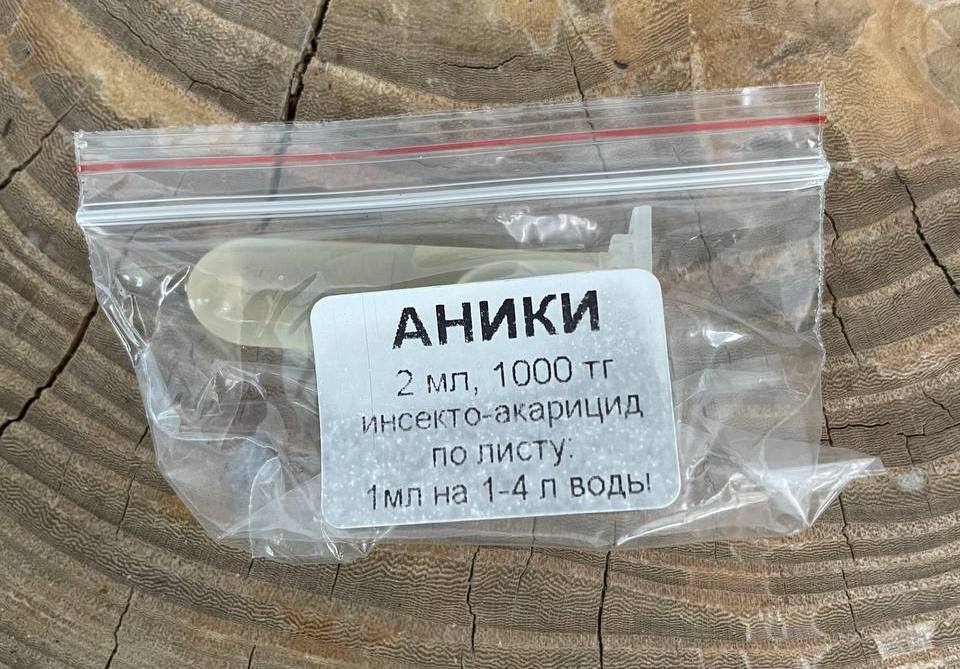 АНИКИ
2 мл, 1000 тг
инсекто-акарицид
по листу:
1мл на 1-4 л воды